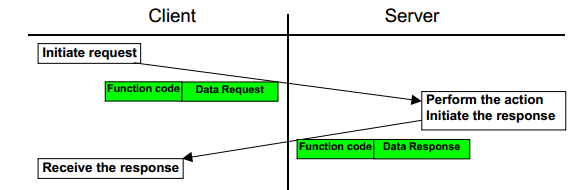 Client Server
Initiate request
Function code Data Request
Perform the action
Initiate the response
Function code Data Response
Receive the response